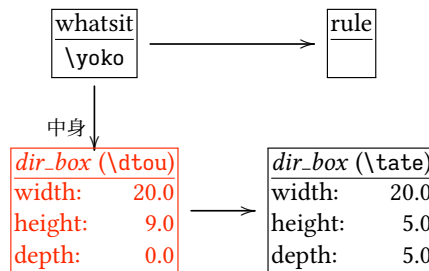 whatsit
\yoko
rule
中身
dir_box (\dtou)
width: 20.0
height: 9.0
depth: 0.0
dir_box (\tate)
width: 20.0
height: 5.0
depth: 5.0